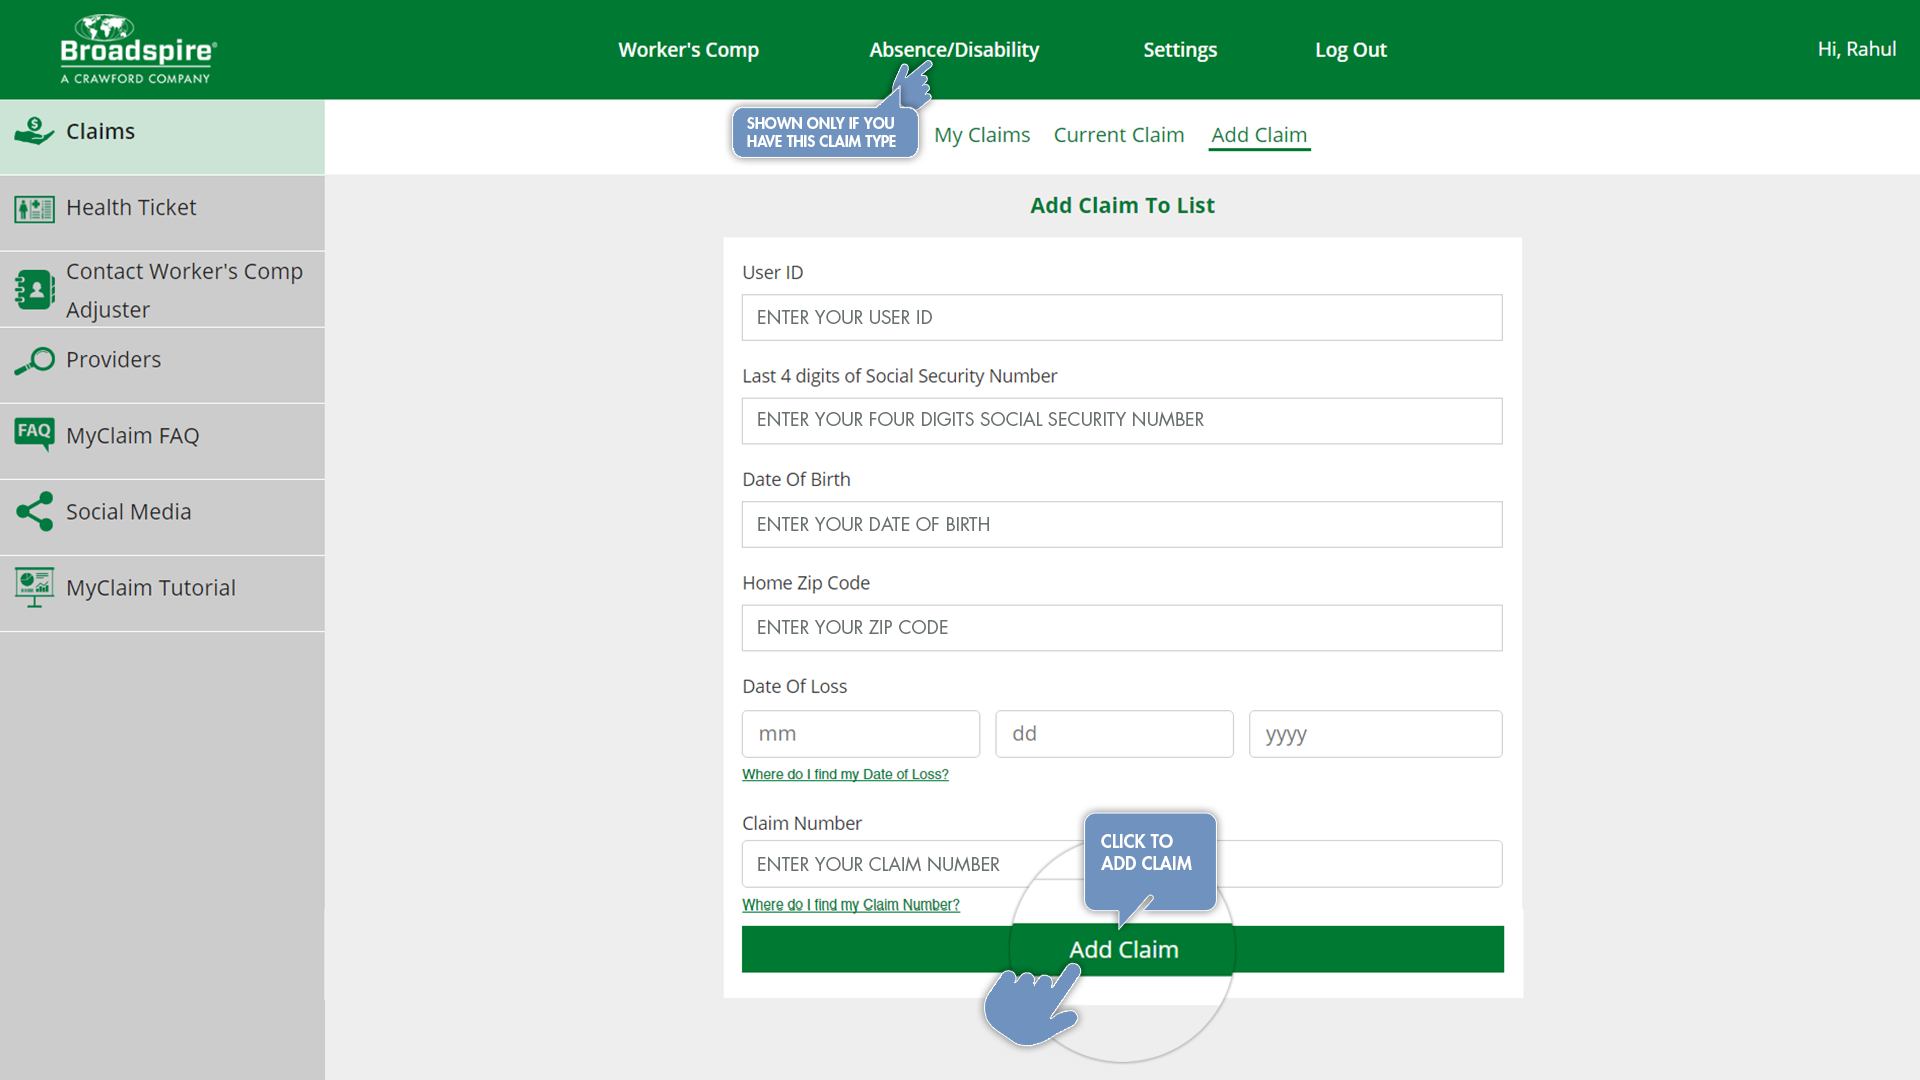 Broadspire®
A CRAWFORD COMPANY
Worker's Comp
Absence/Disability
Settings
Log Out
Hi, Rahul
SHOWN ONLY IF YOU
HAVE THIS CLAIM TYPE
My Claims
Current Claim
Add Claim
Claims
Health Ticket
Contact Worker's Comp
Adjuster
Providers
FAQ
MyClaim FAQ
Social Media
MyClaim Tutorial
Add Claim To List
User ID
ENTER YOUR USER ID
Last 4 digits of Social Security Number
ENTER YOUR FOUR DIGITS SOCIAL SECURITY NUMBER
Date Of Birth
ENTER YOUR DATE OF BIRTH
Home Zip Code
ENTER YOUR ZIP CODE
Date Of Loss
mm
dd
yyyy
Where do I find my Date of Loss?
Claim Number
ENTER YOUR CLAIM NUMBER
CLICK TO
ADD CLAIM
Where do I find my Claim Number?
Add Claim